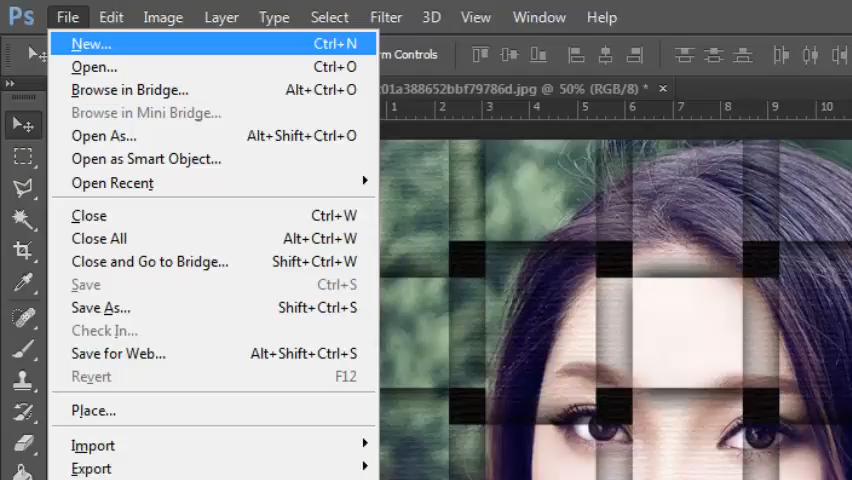 Ps File Edit Image Layer Type Select Filter 3D View Window Help
New... Ctrl+N
rm Controls
Open... Ctrl+O
Browse in Bridge... Alt+Ctrl+O
01a388652bbf79786d.jpg @ 50% (RGB/8) * ×
Browse in Mini Bridge...
1 2 3 4 5 6 7 8 9 10
Open As... Alt+Shift+Ctrl+O
Open as Smart Object...
Open Recent
Close Ctrl+W
Close All Alt+Ctrl+W
Close and Go to Bridge... Shift+Ctrl+W
Save Ctrl+S
Save As... Shift+Ctrl+S
Check In...
Save for Web... Alt+Shift+Ctrl+S
Revert F12
Place...
Import
Export